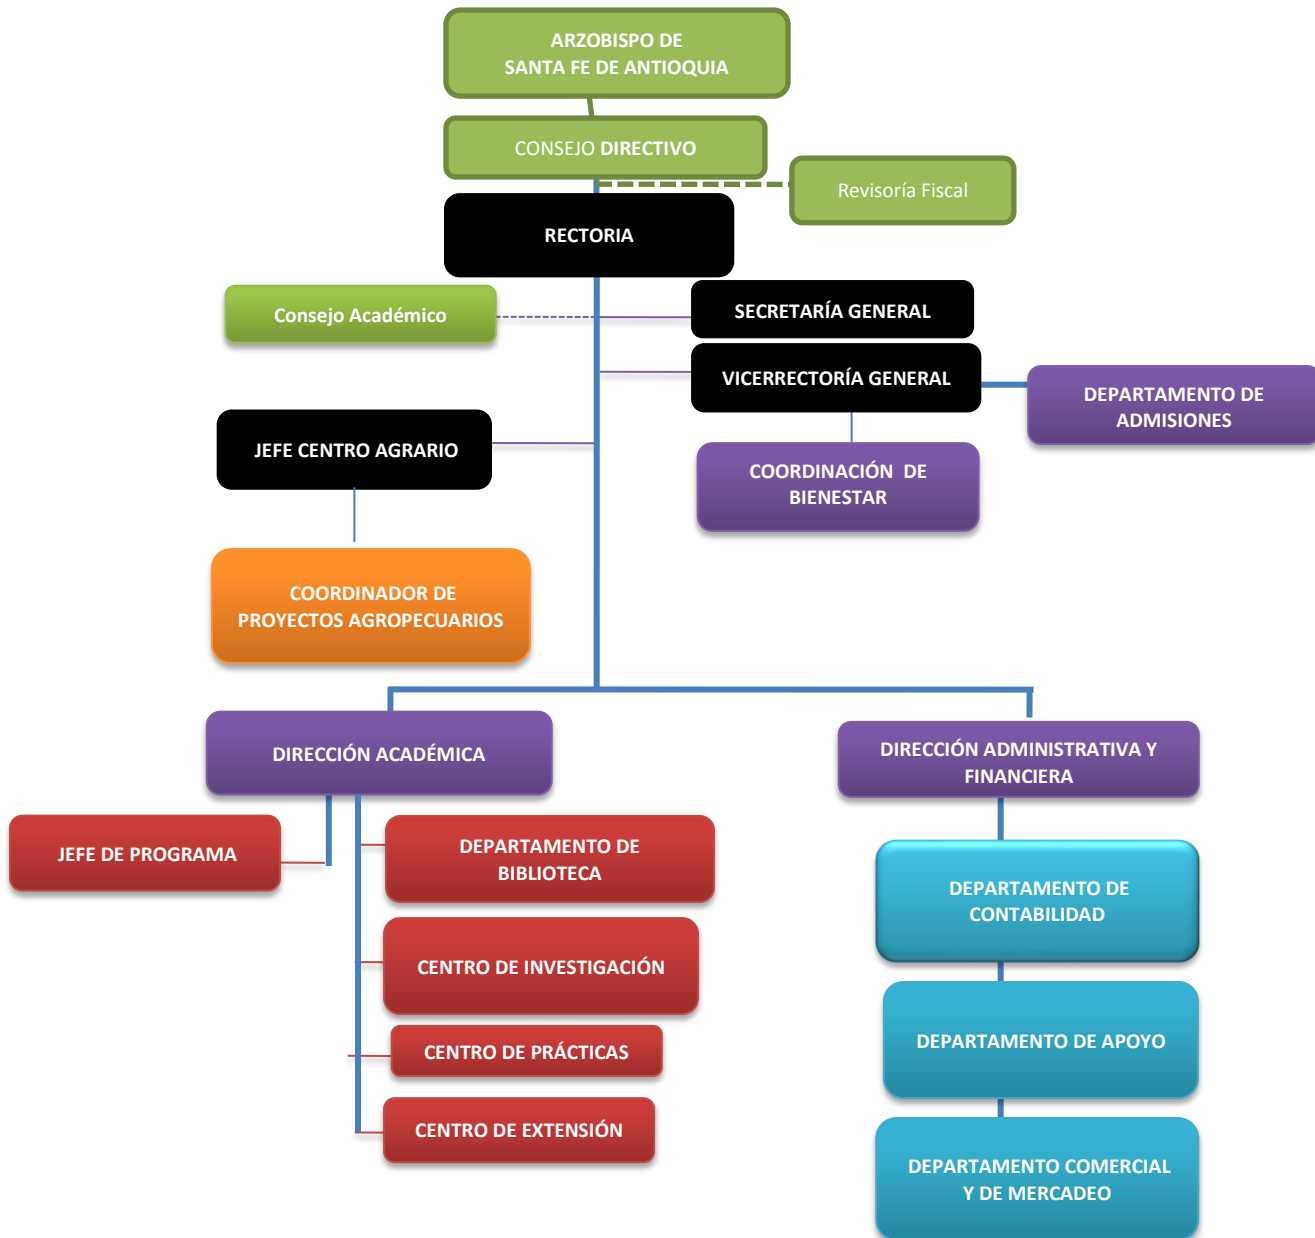 ARZOBISPO DE
SANTA FE DE ANTIOQUIA
CONSEJO DIRECTIVO
Revisoría Fiscal
RECTORIA
Consejo Académico
SECRETARÍA GENERAL
VICERRECTORÍA GENERAL
DEPARTAMENTO DE
ADMISIONES
JEFE CENTRO AGRARIO
COORDINACIÓN  DE
BIENESTAR
COORDINADOR DE
PROYECTOS AGROPECUARIOS
DIRECCIÓN ACADÉMICA
DIRECCIÓN ADMINISTRATIVA Y
FINANCIERA
JEFE DE PROGRAMA
DEPARTAMENTO DE
BIBLIOTECA
DEPARTAMENTO DE
CONTABILIDAD
CENTRO DE INVESTIGACIÓN
CENTRO DE PRÁCTICAS
DEPARTAMENTO DE APOYO
CENTRO DE EXTENSIÓN
DEPARTAMENTO COMERCIAL
Y DE MERCADEO